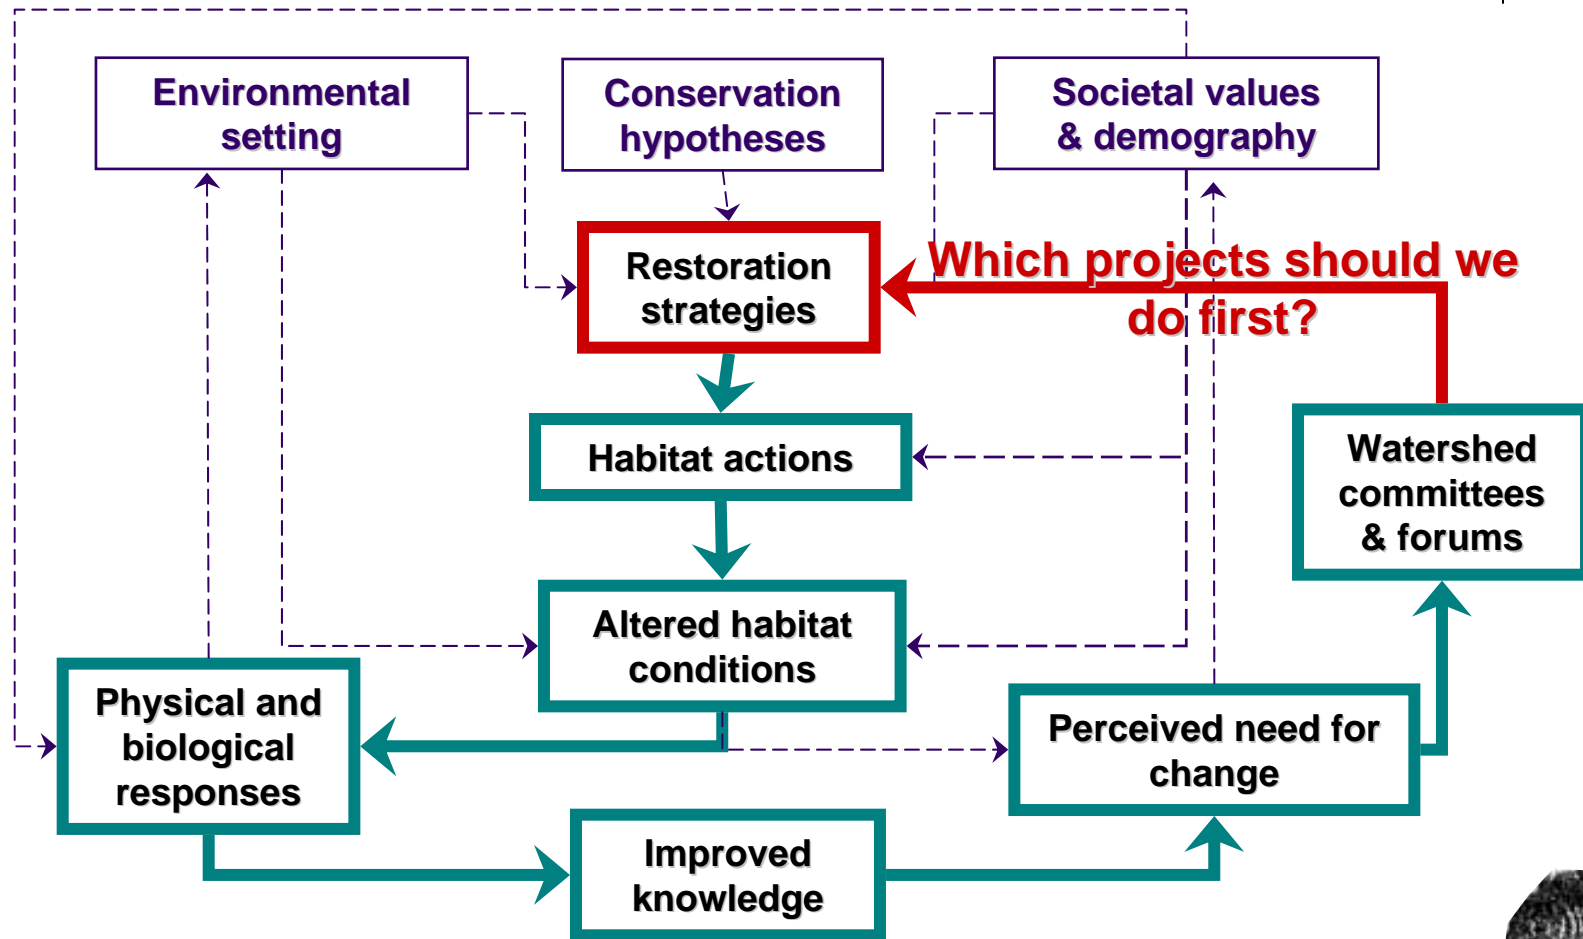 Environmental
setting
Conservation
hypotheses
Societal values
& demography
Restoration
strategies
Which projects should we
do first?
Habitat actions
Watershed
committees
& forums
Altered habitat
conditions
Physical and
biological
responses
Perceived need for
change
Improved
knowledge